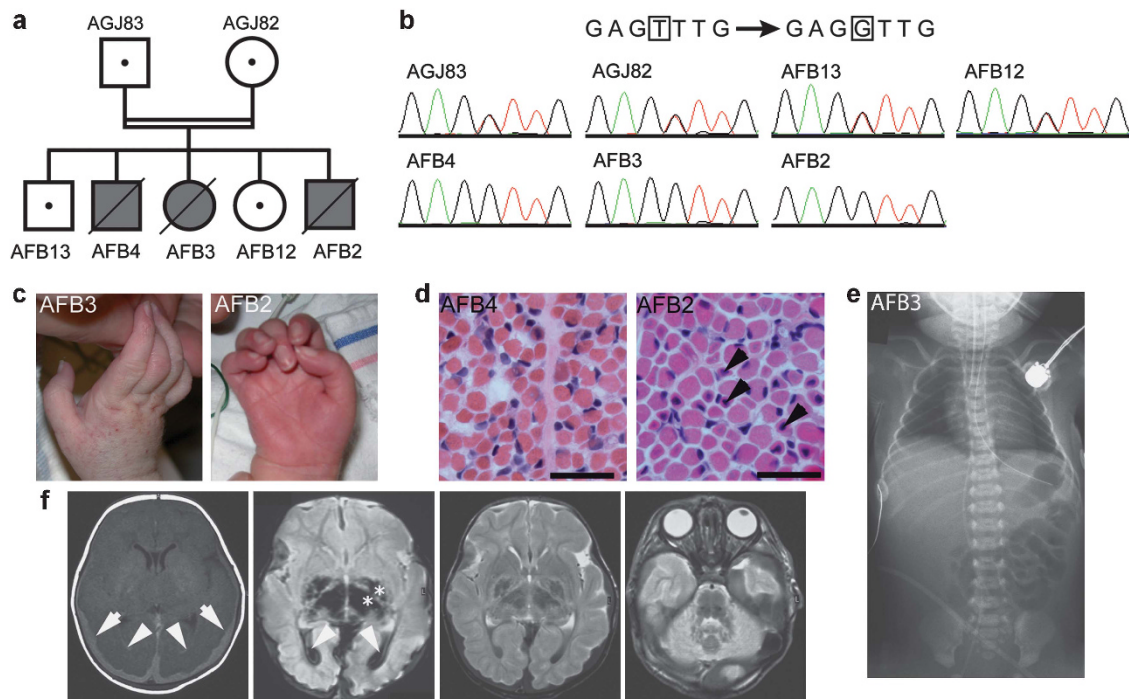 a
AGJ83
AGJ82
AFB13
AFB4
AFB3
AFB12
AFB2
b
GAGTTTG
GAGGTTG
AGJ83
AGJ82
AFB13
AFB12
AFB4
AFB3
AFB2
c
AFB3
AFB2
d
AFB4
AFB2
e
AFB3
f
**